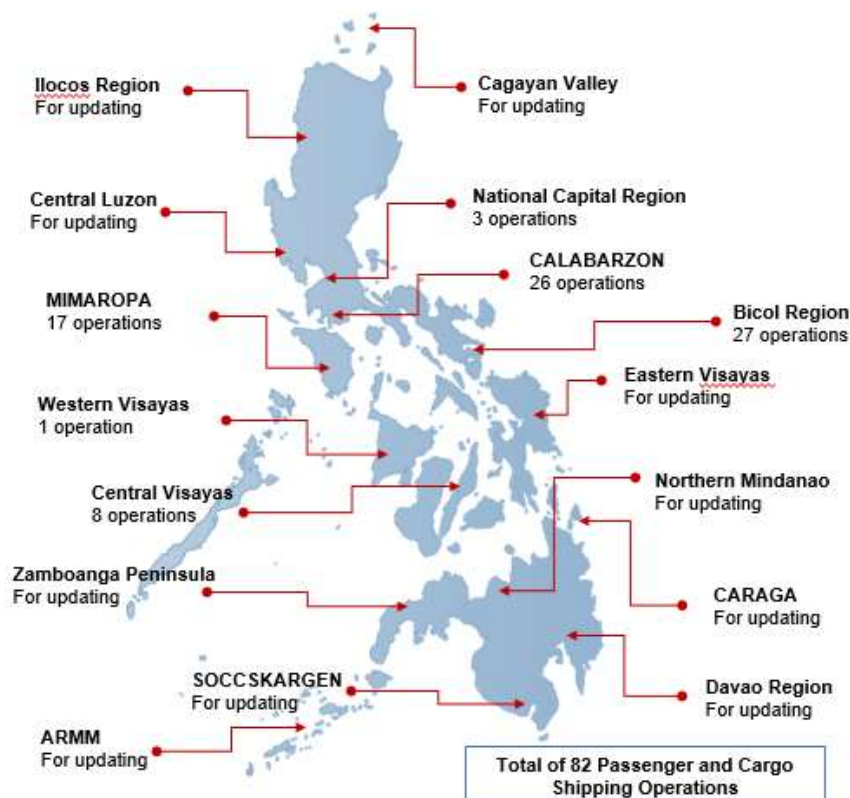 Ilocos Region
For updating
Cagayan Valley
For updating
Central Luzon
For updating
National Capital Region
3 operations
CALABARZON
26 operations
MIMAROPA
17 operations
Bicol Region
27 operations
Eastern Visayas
For updating
Western Visayas
1 operation
Northern Mindanao
For updating
Central Visayas
8 operations
Zamboanga Peninsula
For updating
CARAGA
For updating
SOCCSKARGEN
For updating
Davao Region
For updating
ARMM
For updating
Total of 82 Passenger and Cargo
Shipping Operations